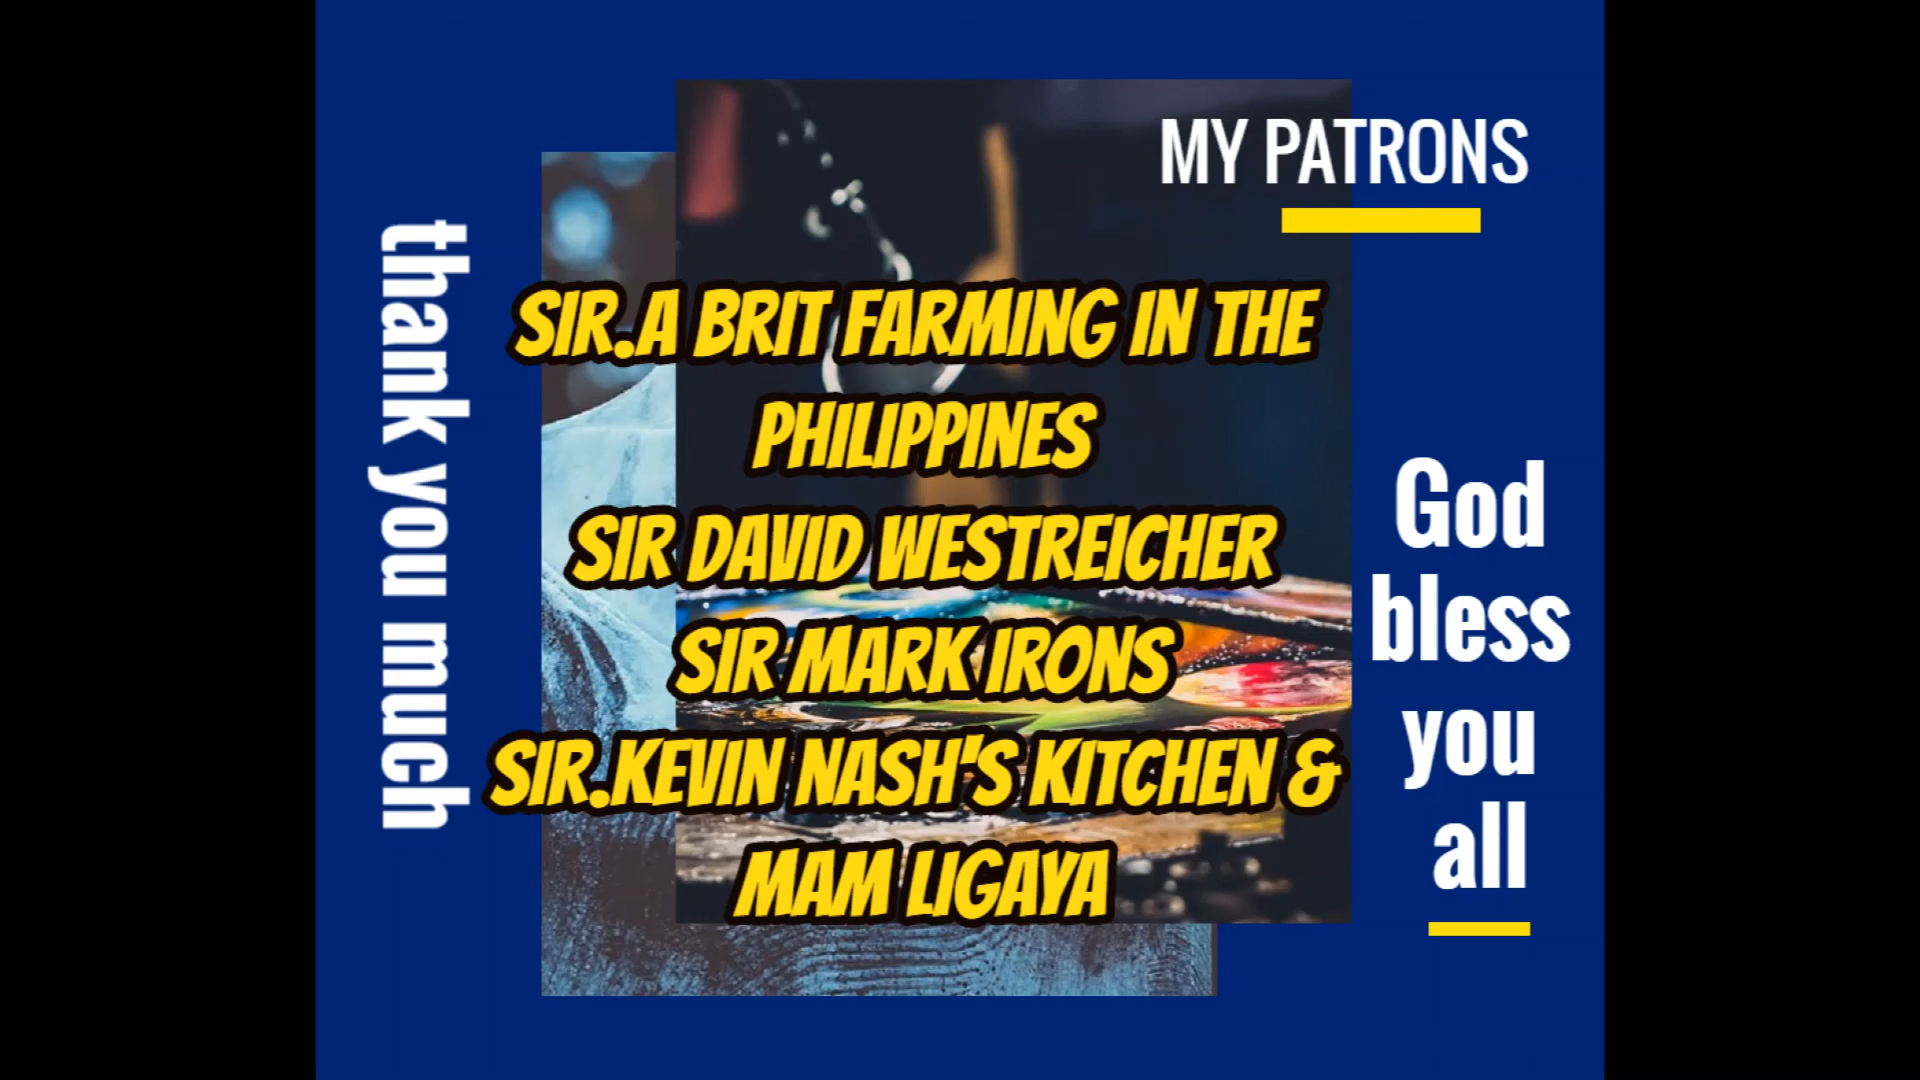 MY PATRONS
thank you much
SIR.A BRIT FARMING IN THE
PHILIPPINES
SIR DAVID WESTREICHER
SIR MARK IRONS
SIR.KEVIN NASH'S KITCHEN &
MAM LIGAYA
God
bless
you
all